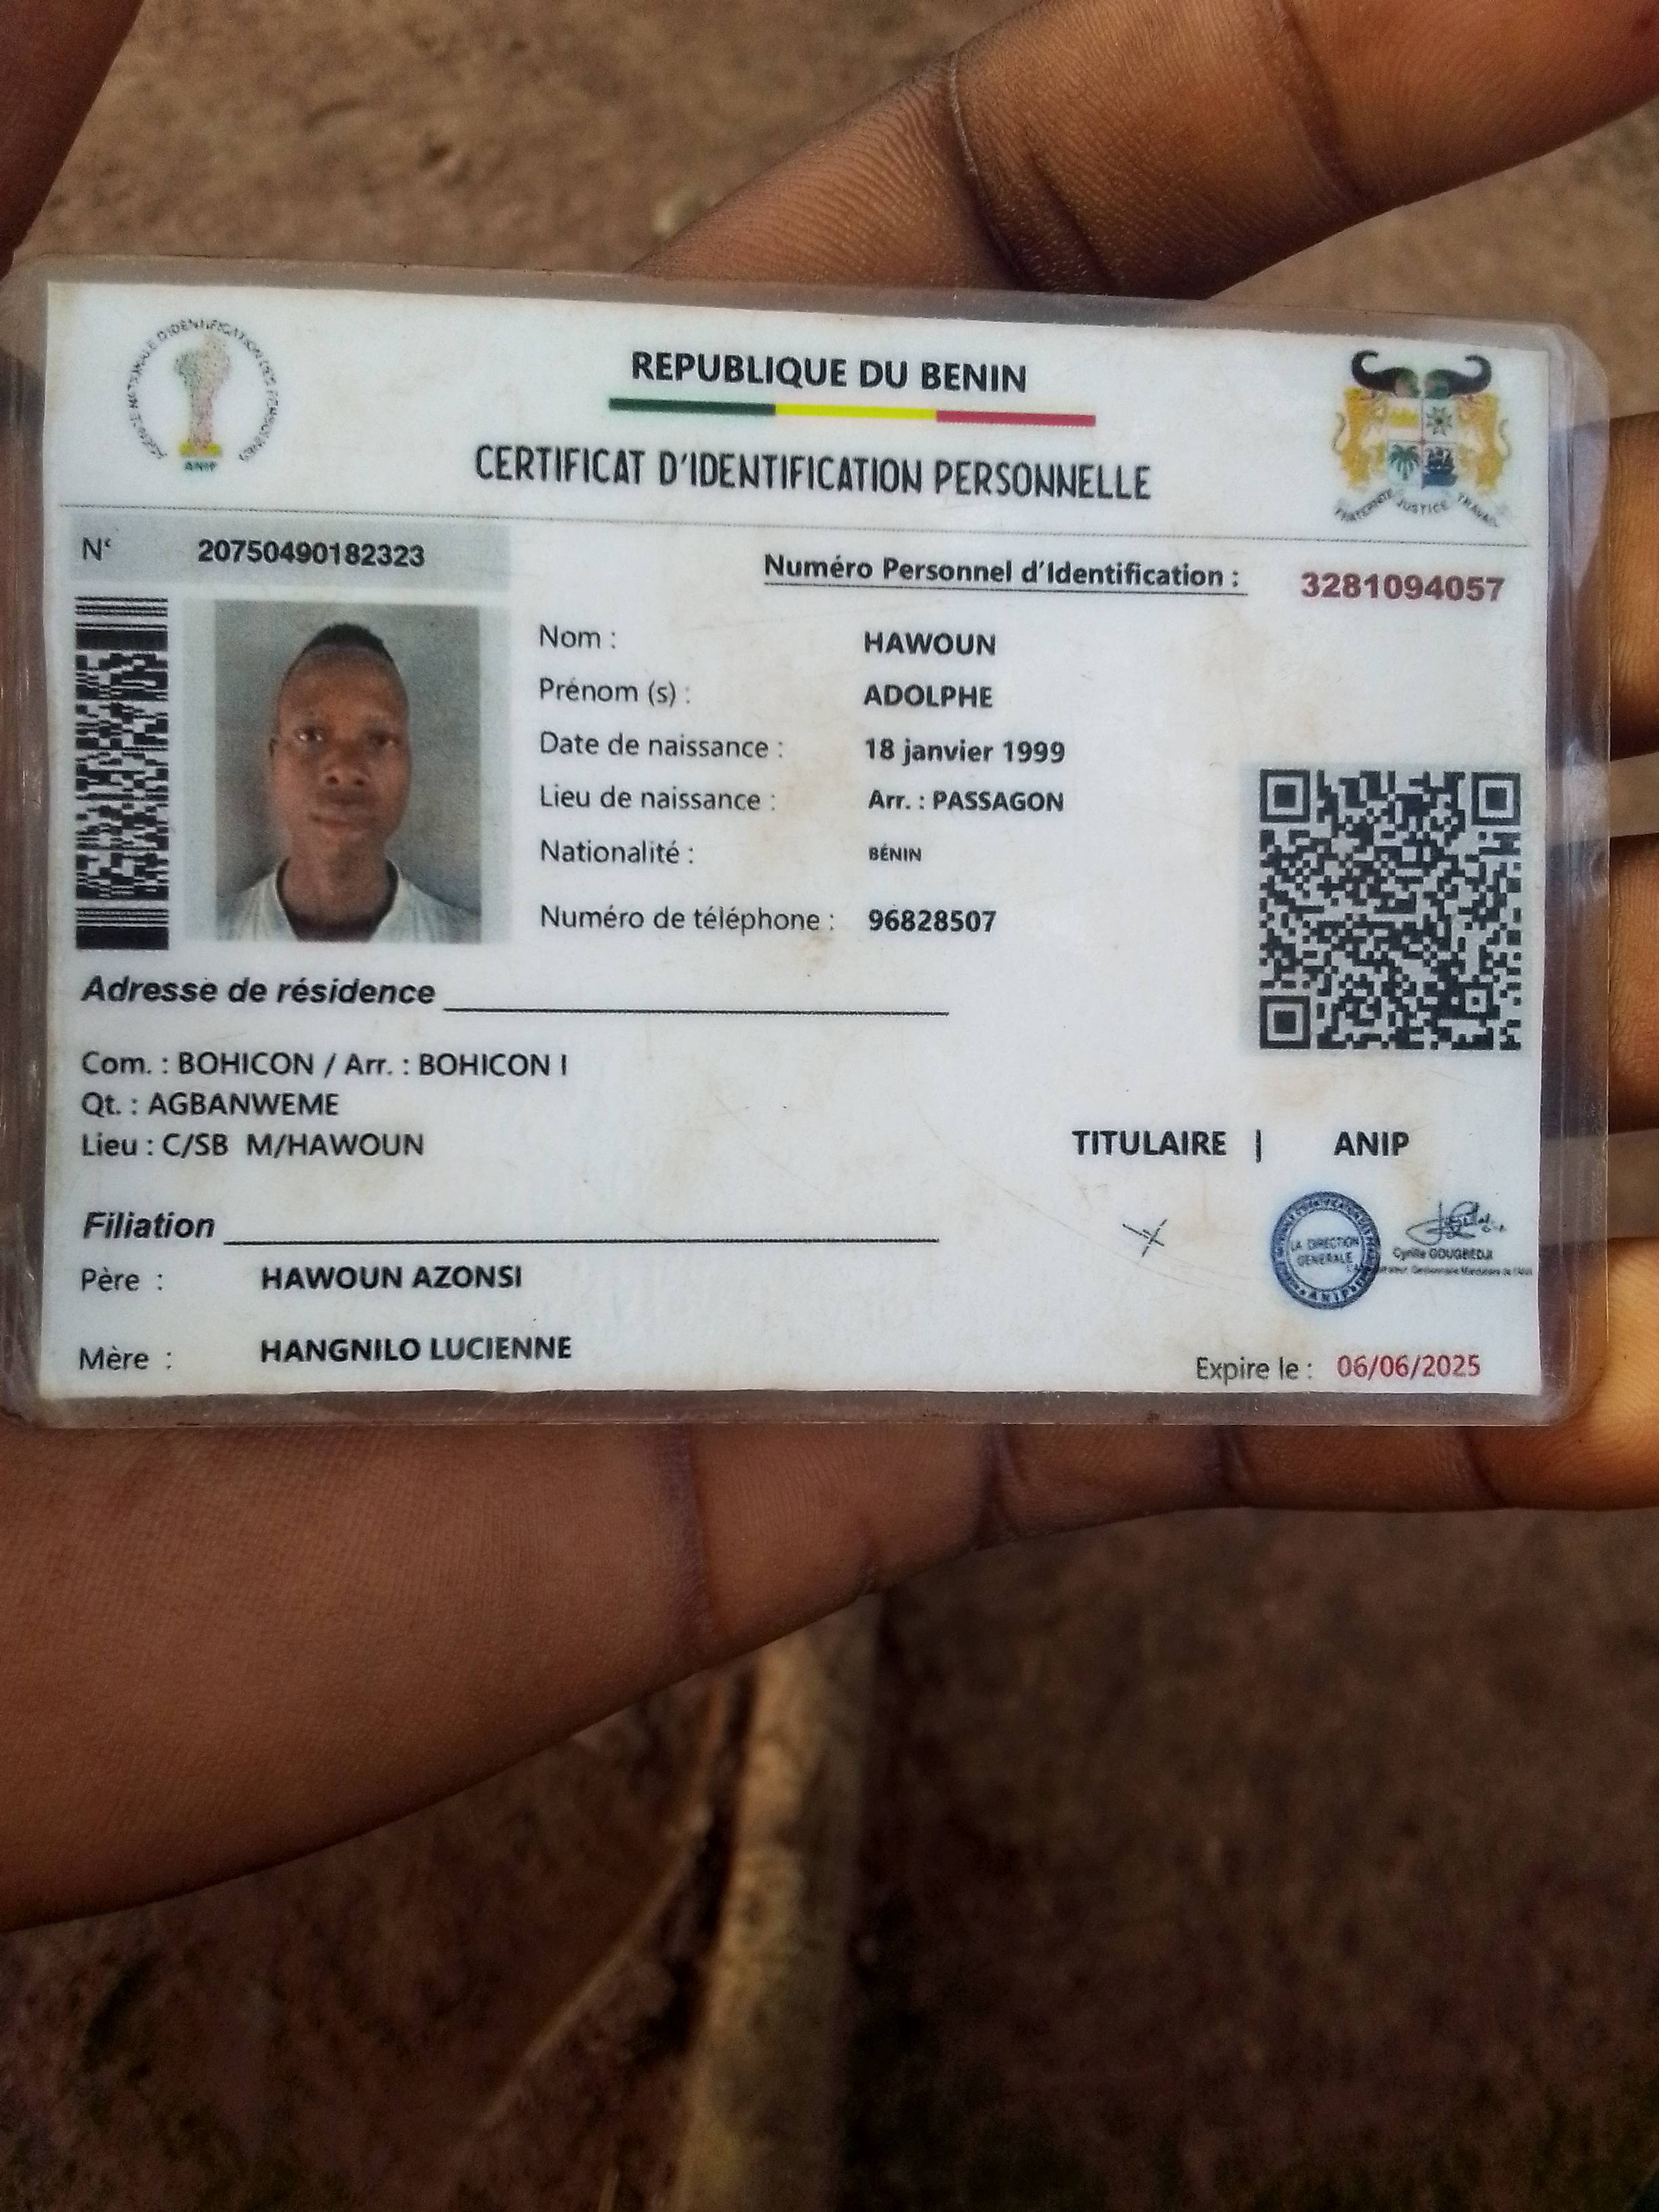 AGENCE NATIONALE D'IDENTIFICATION DES PERSONNES
ANIP
REPUBLIQUE DU BENIN
CERTIFICAT D'IDENTIFICATION PERSONNELLE
FRATERNITE JUSTICE TRAVAIL
N° 20750490182323
Numéro Personnel d'Identification : 3281094057
Nom : HAWOUN
Prénom (s) : ADOLPHE
Date de naissance : 18 janvier 1999
Lieu de naissance : Arr. : PASSAGON
Nationalité : BÉNIN
Numéro de téléphone : 96828507
Adresse de résidence
Com. : BOHICON / Arr. : BOHICON I
Qt. : AGBANWEME
Lieu : C/SB M/HAWOUN
TITULAIRE | ANIP
LA DIRECTION
GENERALE
ANIP
Cyrille GOUGBEDJI
Filiation
Père : HAWOUN AZONSI
Mère : HANGNILO LUCIENNE
Expire le : 06/06/2025